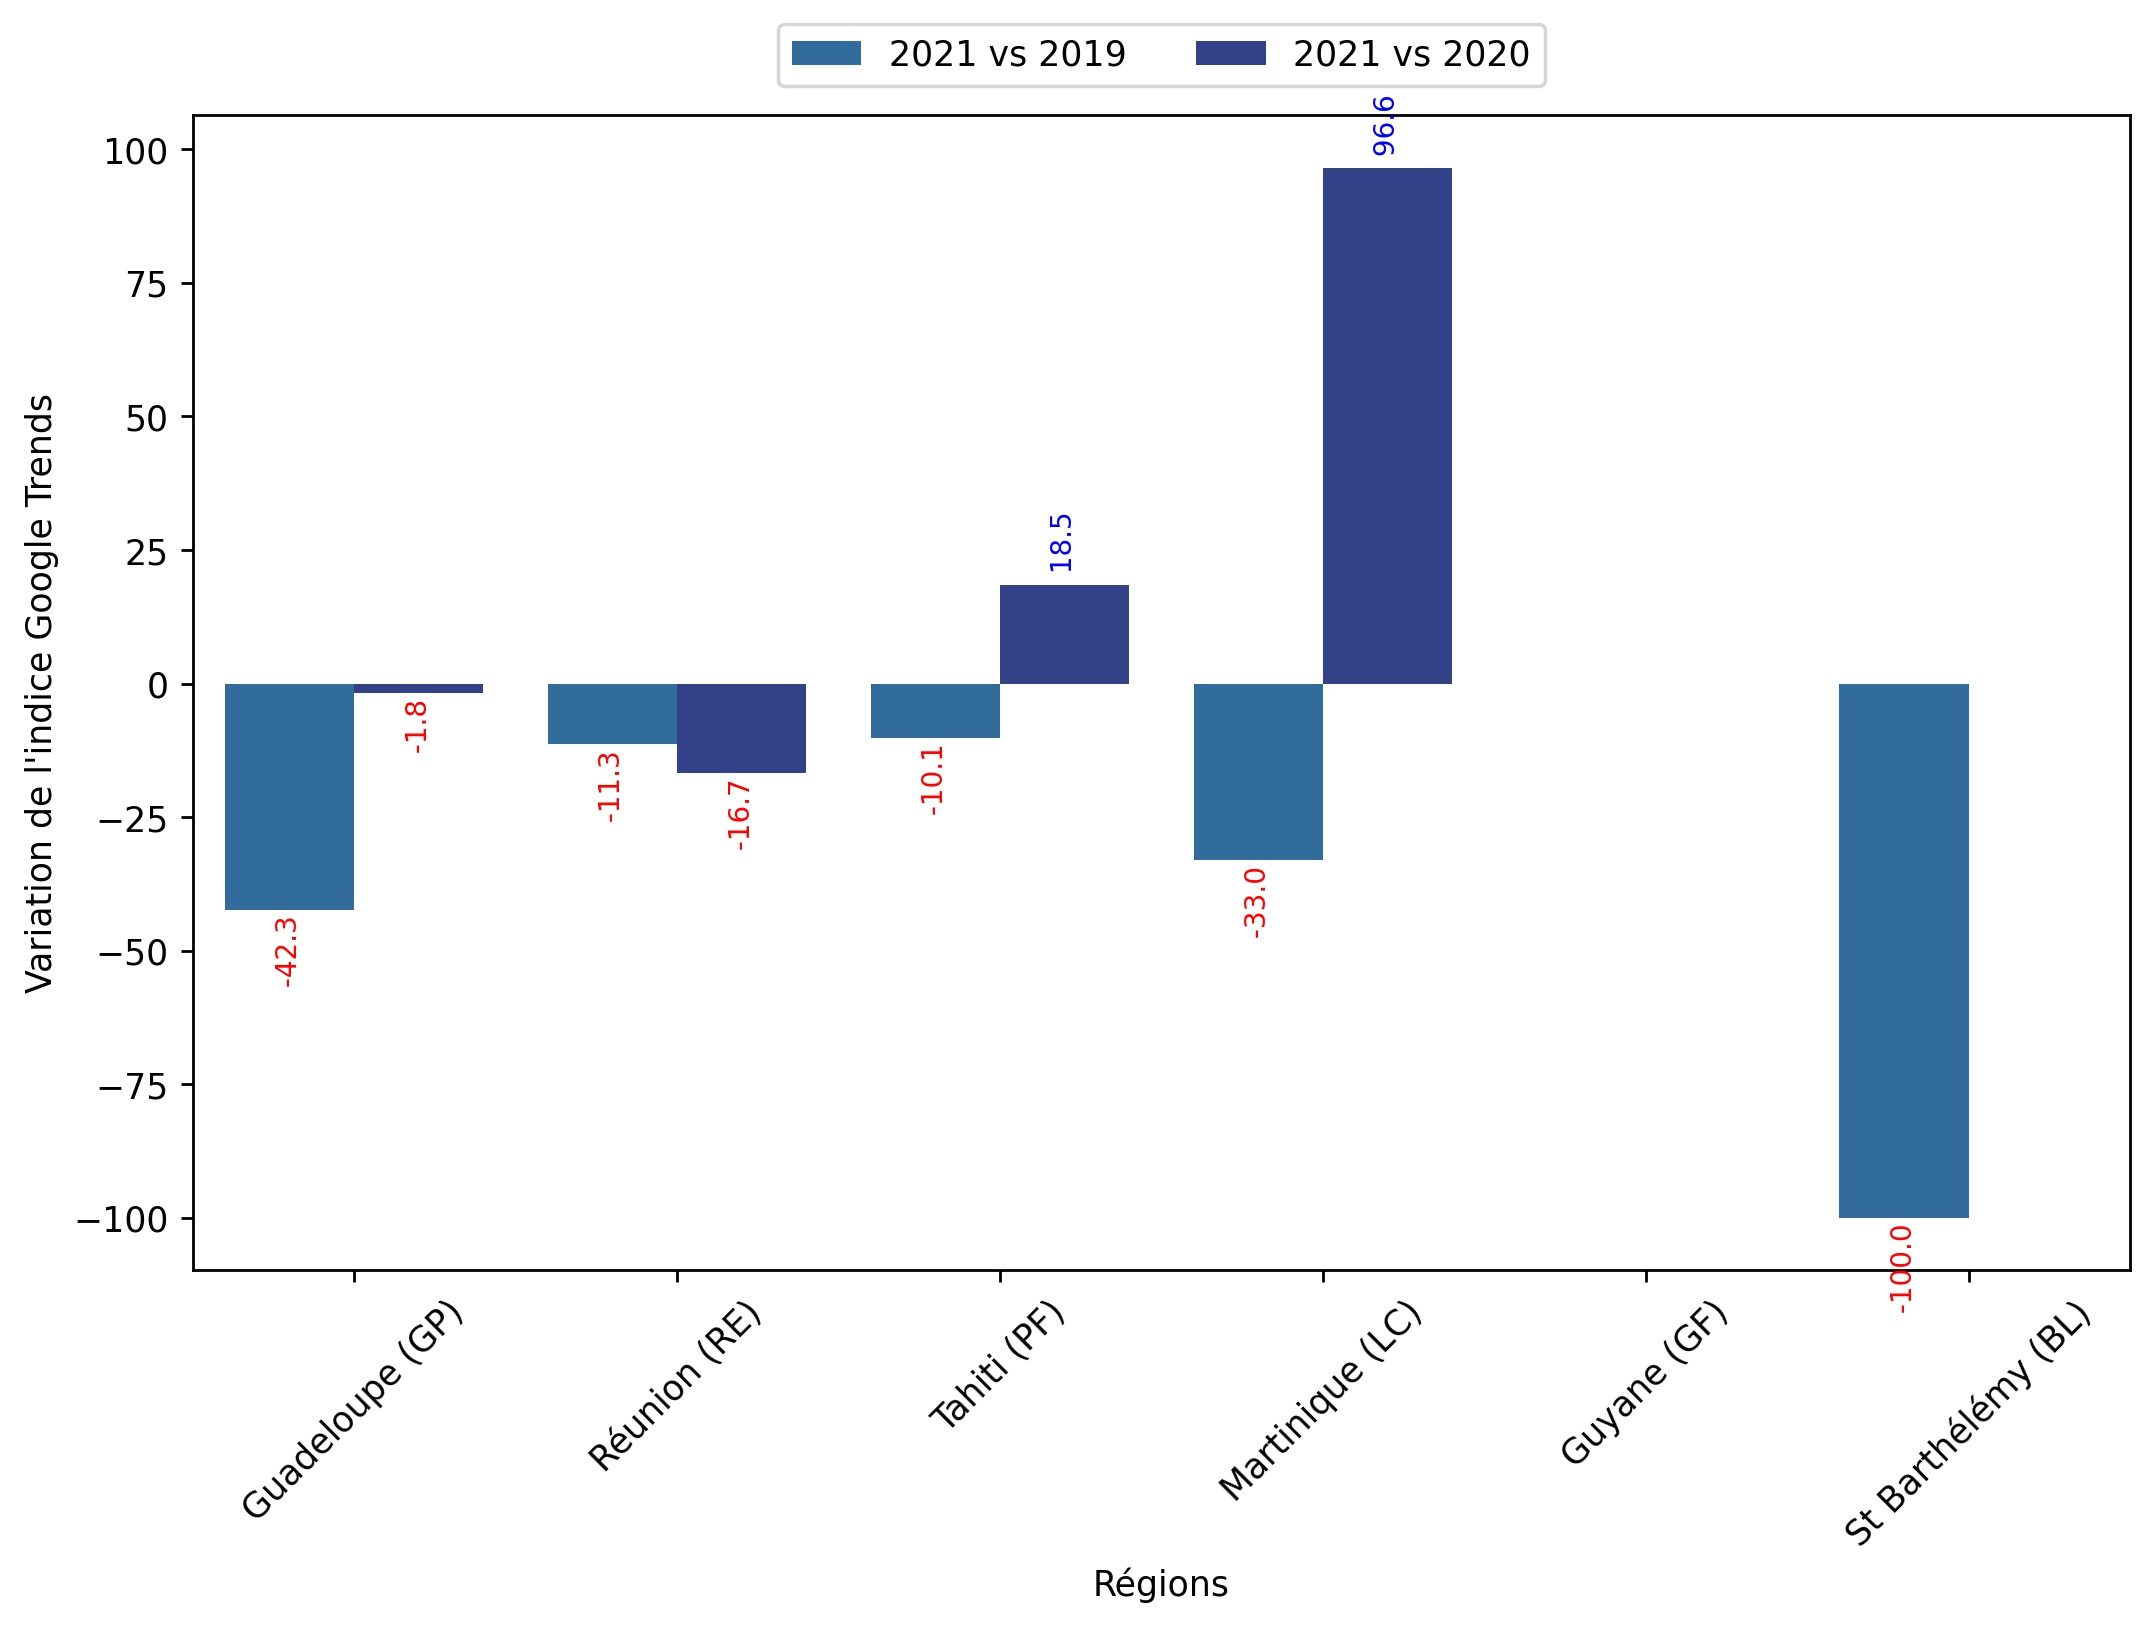 2021 vs 2019
2021 vs 2020
Variation de l'indice Google Trends
100
75
50
25
0
−25
−50
−75
−100
-42.3
-1.8
-11.3
-16.7
-10.1
18.5
-33.0
96.6
-100.0
Guadeloupe (GP)
Réunion (RE)
Tahiti (PF)
Martinique (LC)
Guyane (GF)
St Barthélémy (BL)
Régions